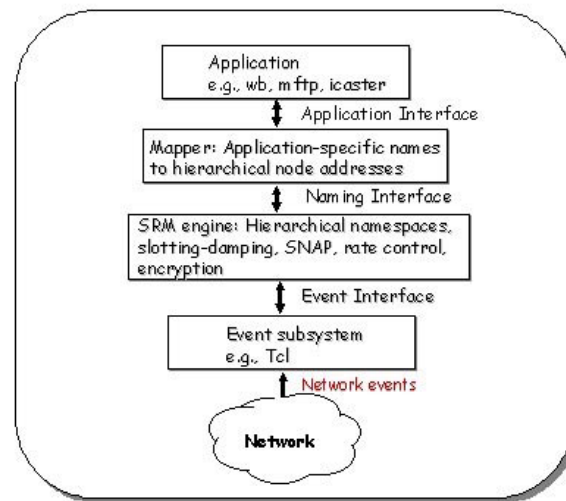 Application
e.g., wb, mftp, icaster
Application Interface
Mapper: Application-specific names
to hierarchical node addresses
Naming Interface
SRM engine: Hierarchical namespaces,
slotting-damping, SNAP, rate control,
encryption
Event Interface
Event subsystem
e.g., Tcl
Network events
Network